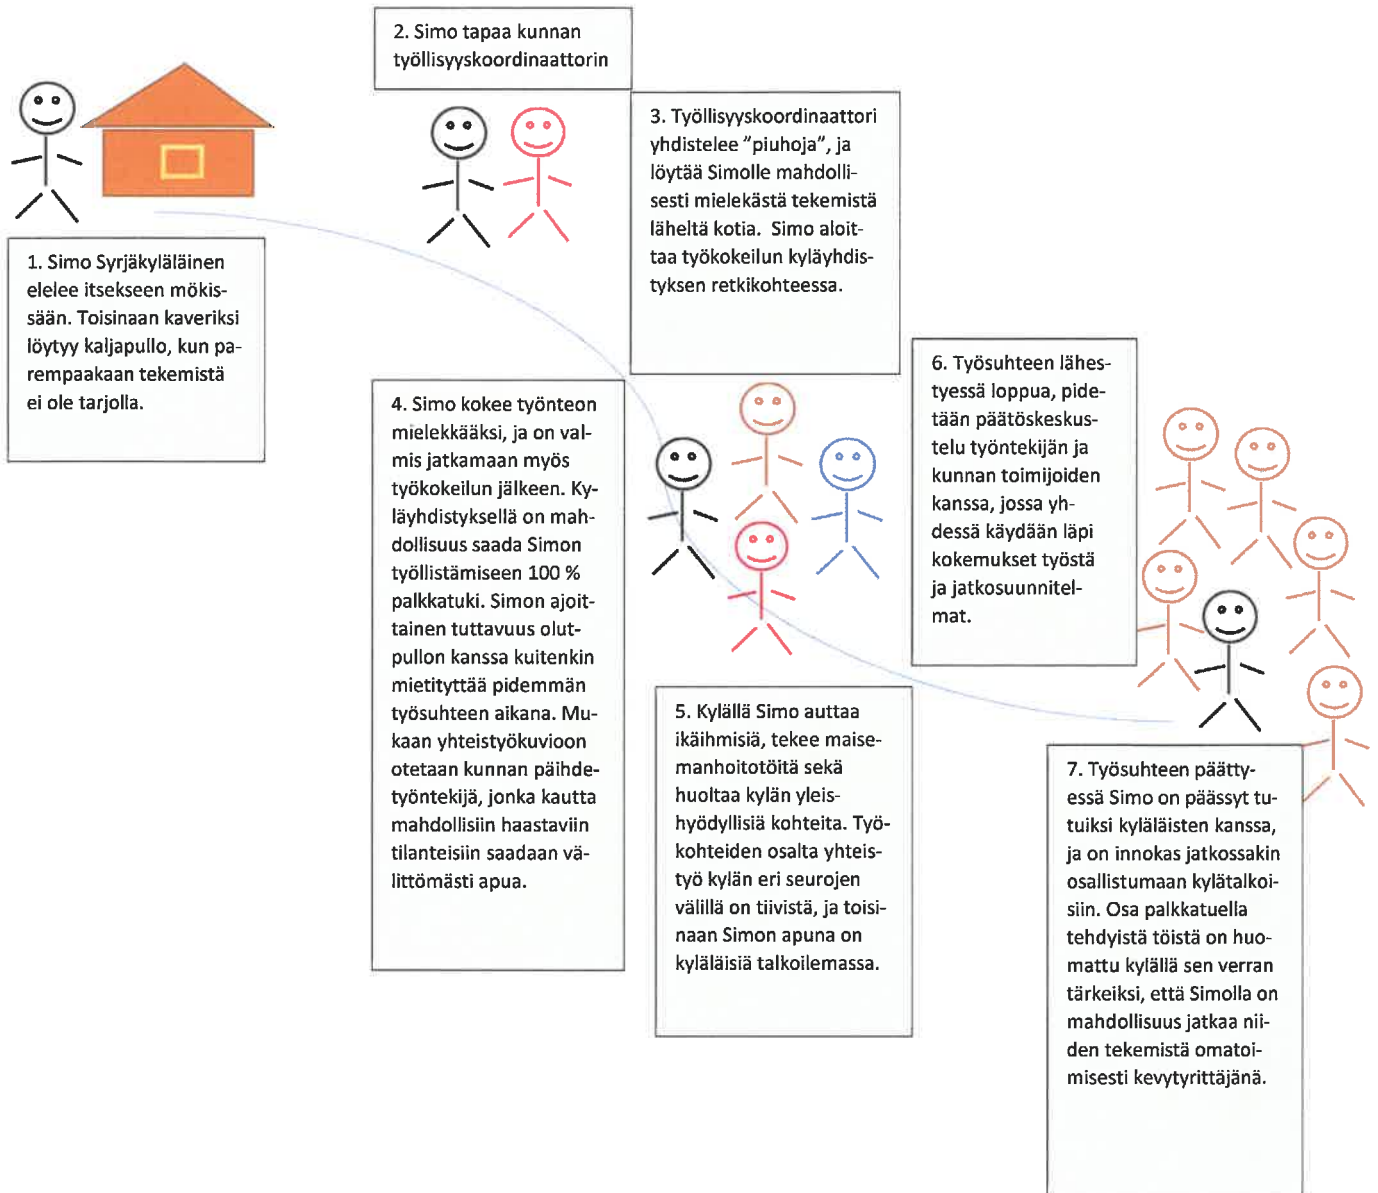 1. Simo Syrjäkyläläinen
elelee itsekseen mökis-
sään. Toisinaan kaveriksi
löytyy kaljapullo, kun pa-
rempaakaan tekemistä
ei ole tarjolla.
2. Simo tapaa kunnan
työllisyyskoordinaattorin
3. Työllisyyskoordinaattori
yhdistelee ”piuhoja”, ja
löytää Simolle mahdolli-
sesti mielekästä tekemistä
läheltä kotia. Simo aloit-
taa työkokeilun kyläyhdis-
tyksen retkikohteessa.
4. Simo kokee työnteon
mielekkääksi, ja on val-
mis jatkamaan myös
työkokeilun jälkeen. Ky-
läyhdistyksellä on mah-
dollisuus saada Simon
työllistämiseen 100 %
palkkatuki. Simon ajoit-
tainen tuttavuus olut-
pullon kanssa kuitenkin
mietityttää pidemmän
työsuhteen aikana. Mu-
kaan yhteistyökuvioon
otetaan kunnan päihde-
työntekijä, jonka kautta
mahdollisiin haastaviin
tilanteisiin saadaan vä-
littömästi apua.
5. Kylällä Simo auttaa
ikäihmisiä, tekee maise-
manhoitotöitä sekä
huoltaa kylän yleis-
hyödyllisiä kohteita. Työ-
kohteiden osalta yhteis-
työ kylän eri seurojen
välillä on tiivistä, ja toisi-
naan Simon apuna on
kyläläisiä talkoilemassa.
6. Työsuhteen lähes-
tyessä loppua, pide-
tään päätöskeskus-
telu työntekijän ja
kunnan toimijoiden
kanssa, jossa yh-
dessä käydään läpi
kokemukset työstä
ja jatkosuunnitel-
mat.
7. Työsuhteen päätty-
essä Simo on päässyt tu-
tuiksi kyläläisten kanssa,
ja on innokas jatkossakin
osallistumaan kylätalkoi-
siin. Osa palkkatuella
tehdyistä töistä on huo-
mattu kylällä sen verran
tärkeiksi, että Simolla on
mahdollisuus jatkaa nii-
den tekemistä omatoi-
misesti kevytyrittäjänä.